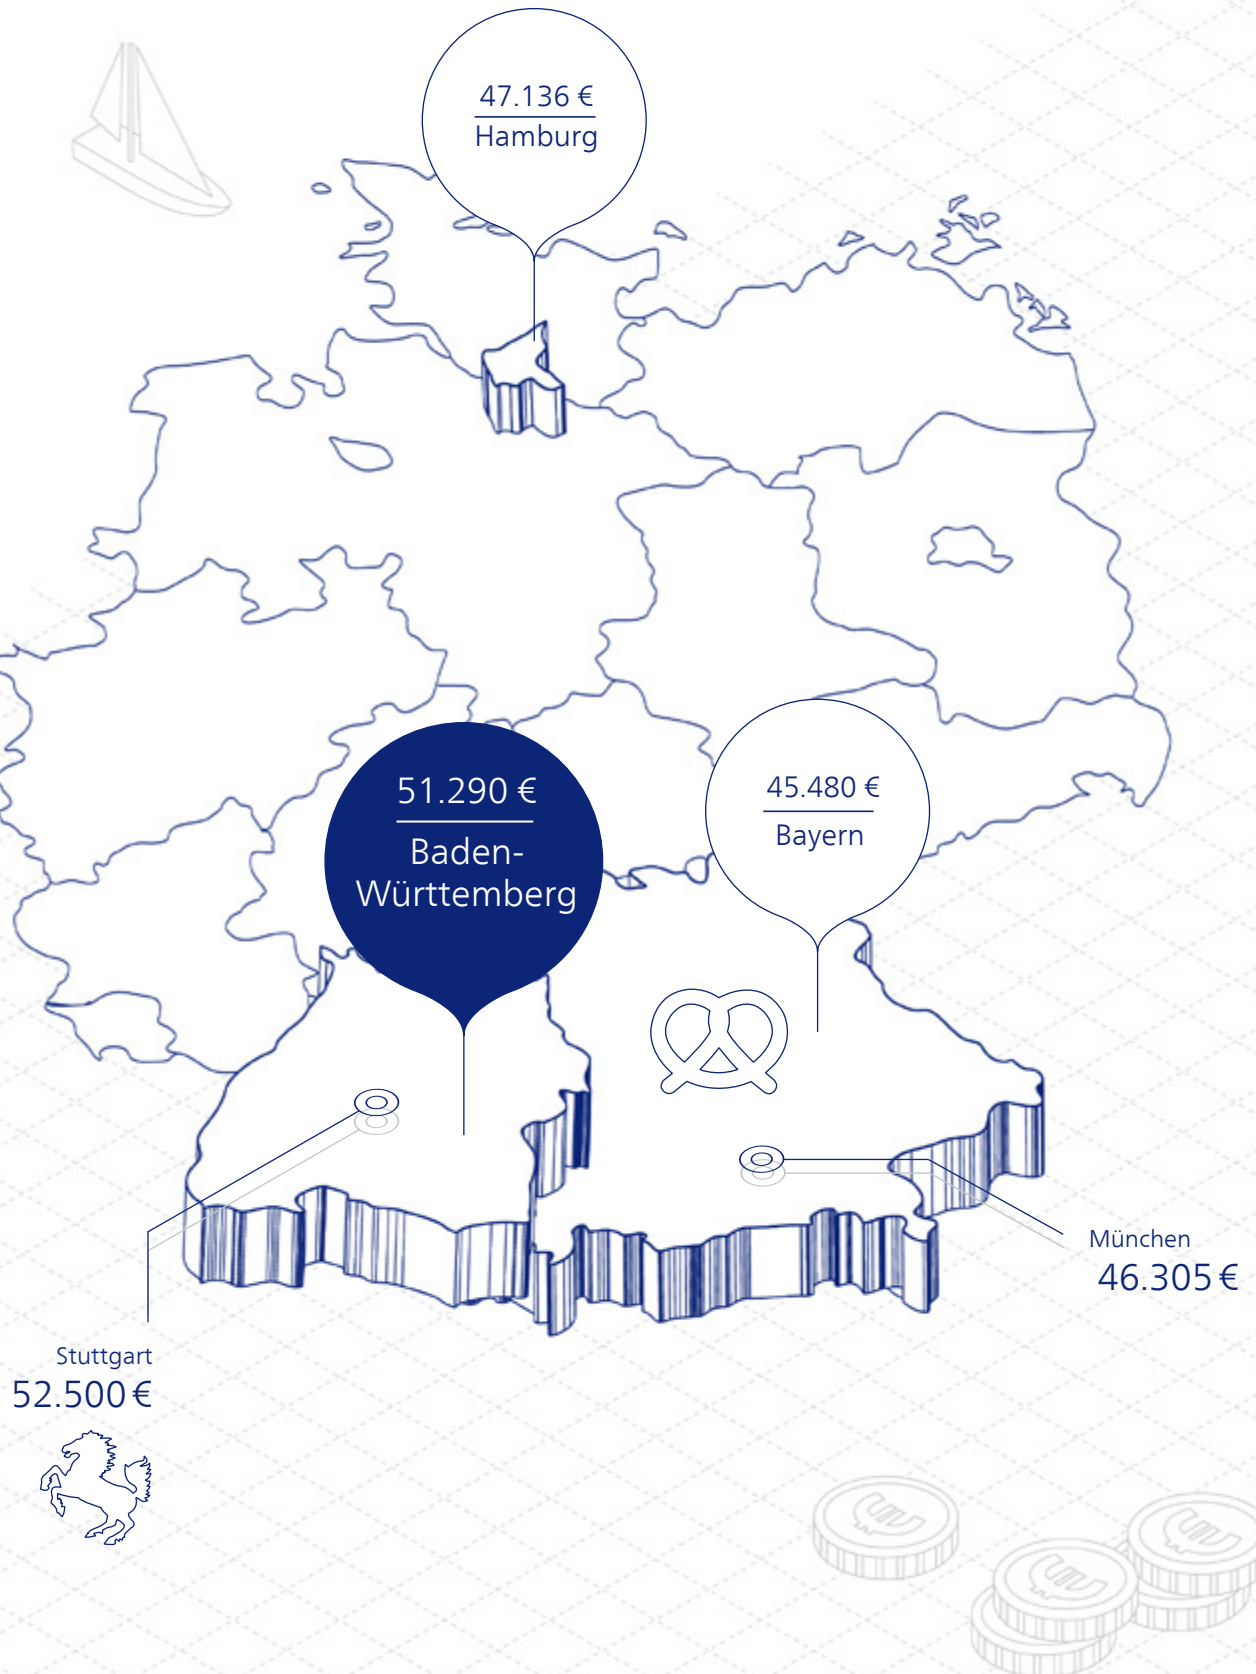 47.136 €
Hamburg
51.290 €
Baden-
Württemberg
45.480 €
Bayern
München
46.305 €
Stuttgart
52.500 €